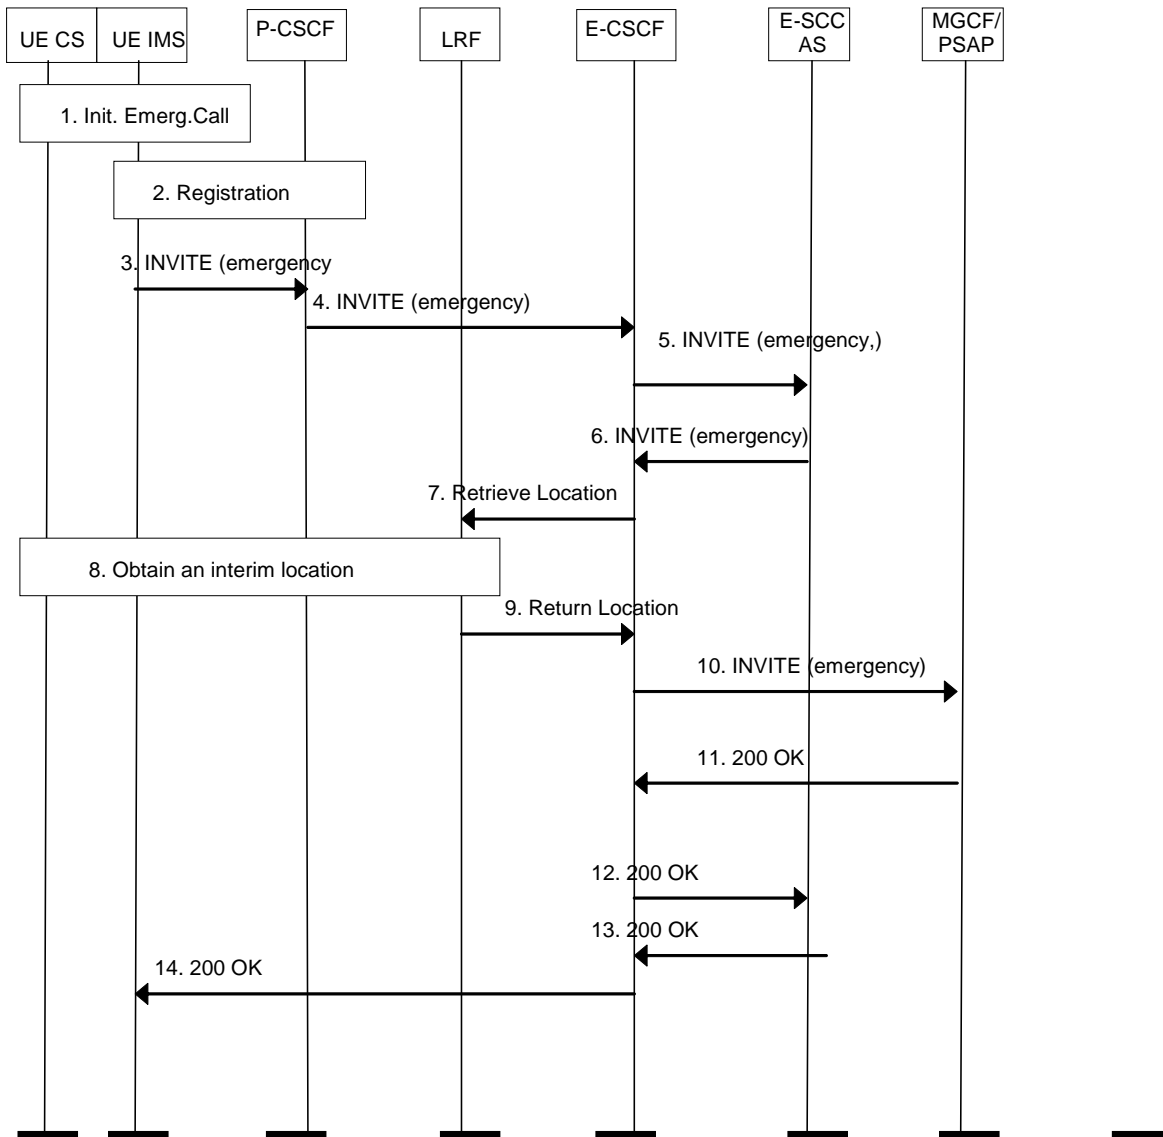 UE CS
UE IMS
P-CSCF
LRF
E-CSCF
E-SCC
AS
MGCF/
PSAP
1. Init. Emerg.Call
2. Registration
3. INVITE (emergency
4. INVITE (emergency)
5. INVITE (emergency,)
6. INVITE (emergency)
7. Retrieve Location
8. Obtain an interim location
9. Return Location
10. INVITE (emergency)
11. 200 OK
12. 200 OK
13. 200 OK
14. 200 OK